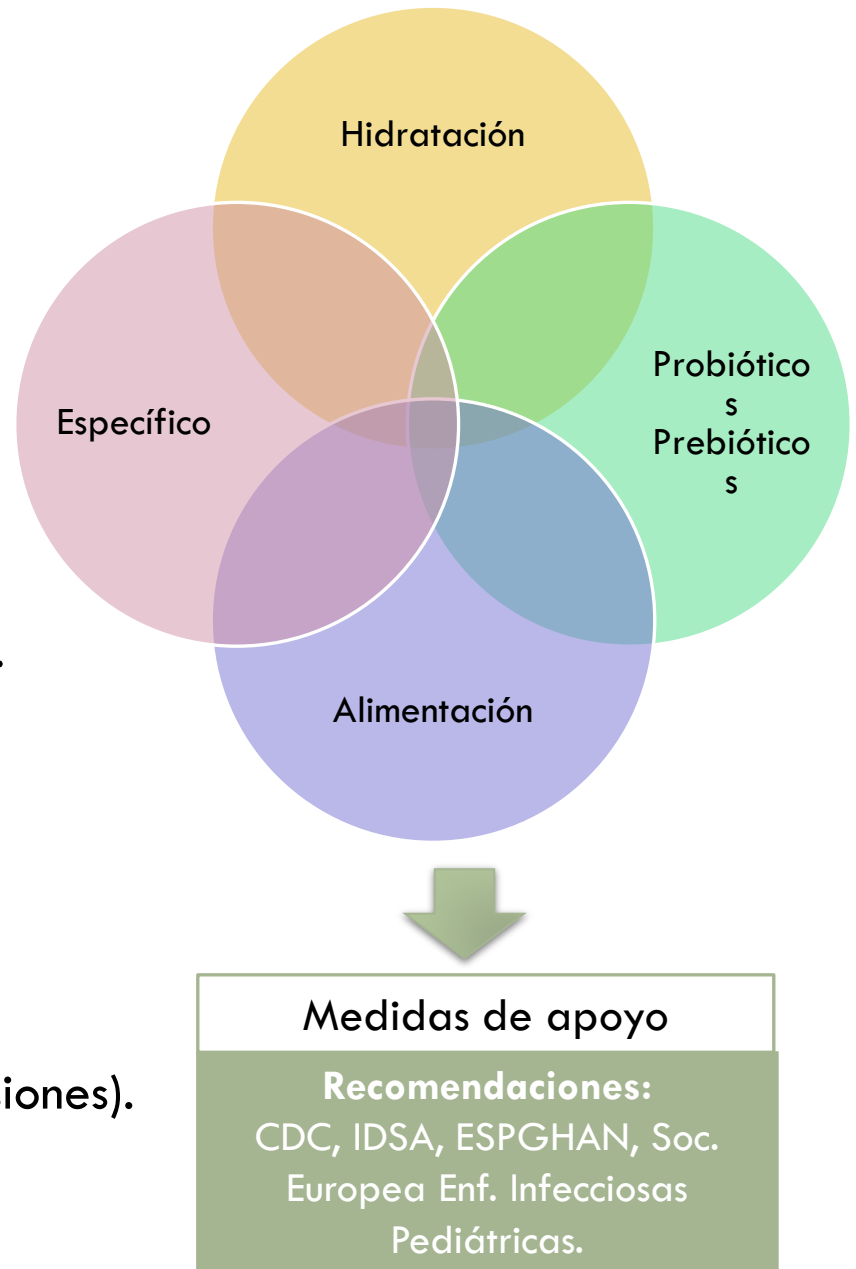 Hidratación
Probiótico
s
Específico
Prebiótico
s
.
Alimentación
Medidas de apoyo
iones).
Recomendaciones:
CDC, IDSA, ESPGHAN, Soc.
Europea Enf. Infecciosas
Pediátricas.